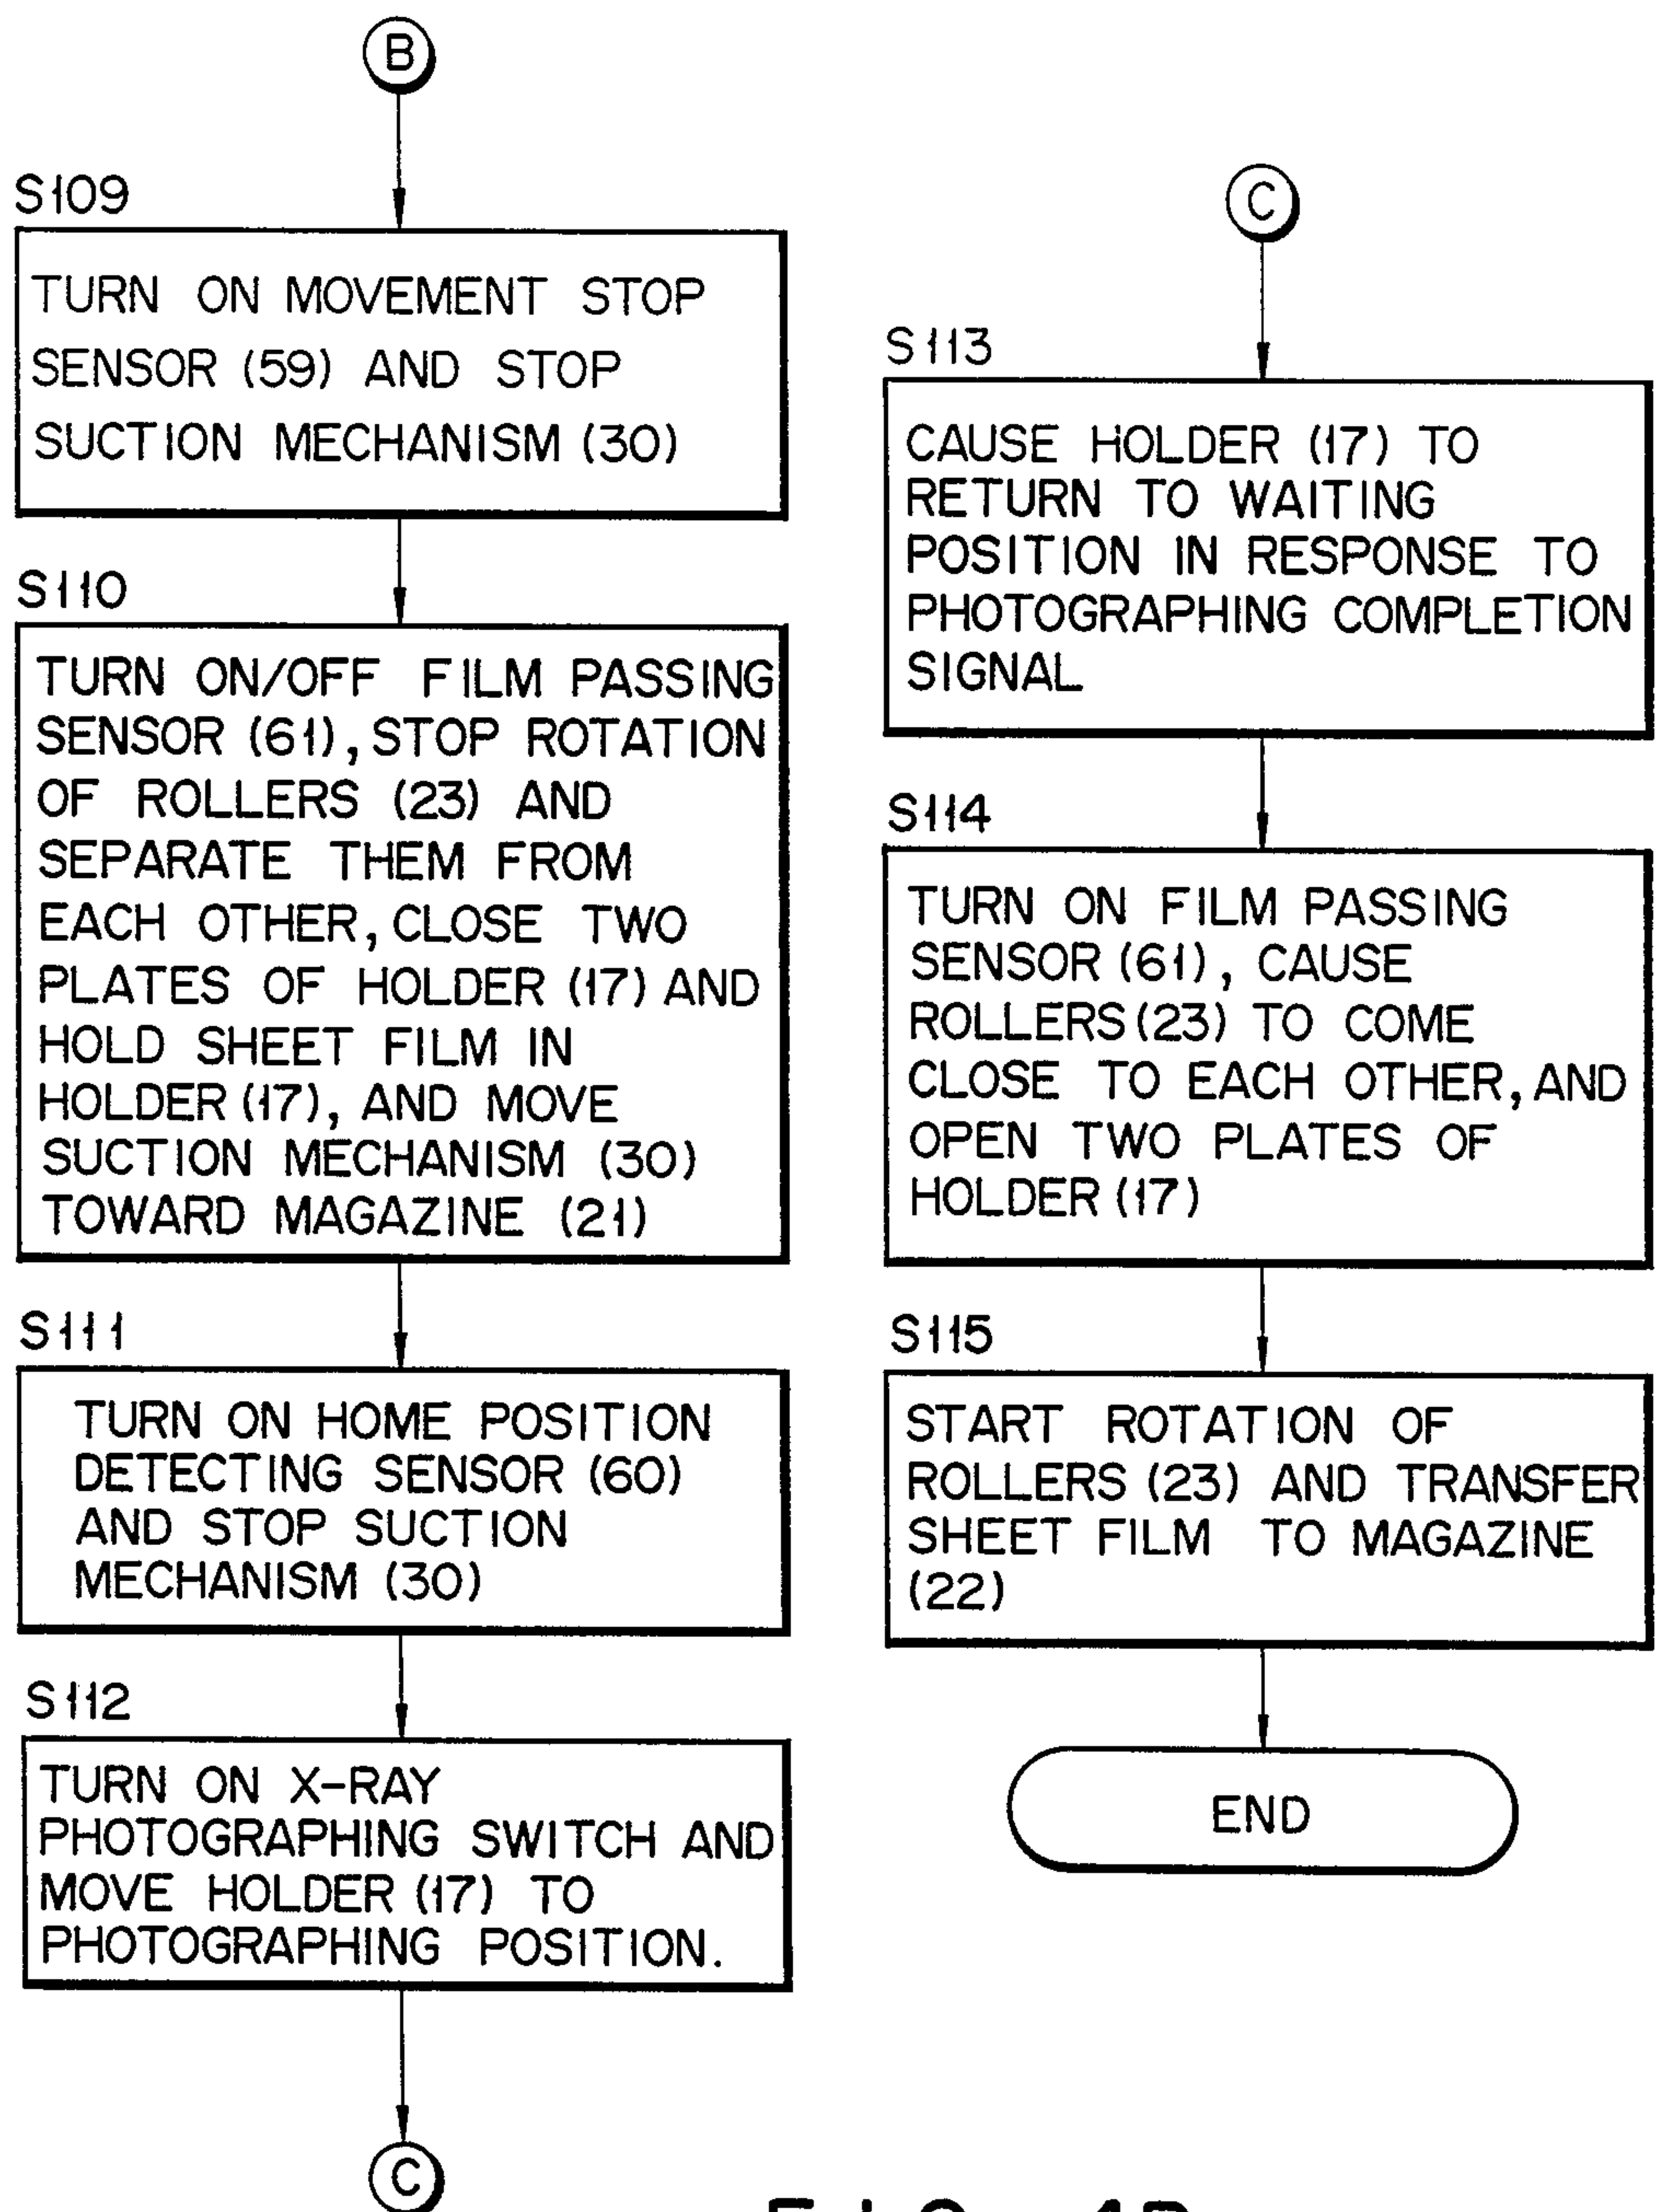 B
S109
TURN ON MOVEMENT STOP
SENSOR (59) AND STOP
SUCTION MECHANISM (30)
S110
TURN ON/OFF FILM PASSING
SENSOR (61), STOP ROTATION
OF ROLLERS (23) AND
SEPARATE THEM FROM
EACH OTHER, CLOSE TWO
PLATES OF HOLDER (17) AND
HOLD SHEET FILM IN
HOLDER (17), AND MOVE
SUCTION MECHANISM (30)
TOWARD MAGAZINE (21)
S111
TURN ON HOME POSITION
DETECTING SENSOR (60)
AND STOP SUCTION
MECHANISM (30)
S112
TURN ON X-RAY
PHOTOGRAPHING SWITCH AND
MOVE HOLDER (17) TO
PHOTOGRAPHING POSITION.
C
C
S113
CAUSE HOLDER (17) TO
RETURN TO WAITING
POSITION IN RESPONSE TO
PHOTOGRAPHING COMPLETION
SIGNAL
S114
TURN ON FILM PASSING
SENSOR (61), CAUSE
ROLLERS (23) TO COME
CLOSE TO EACH OTHER, AND
OPEN TWO PLATES OF
HOLDER (17)
S115
START ROTATION OF
ROLLERS (23) AND TRANSFER
SHEET FILM TO MAGAZINE
(22)
END